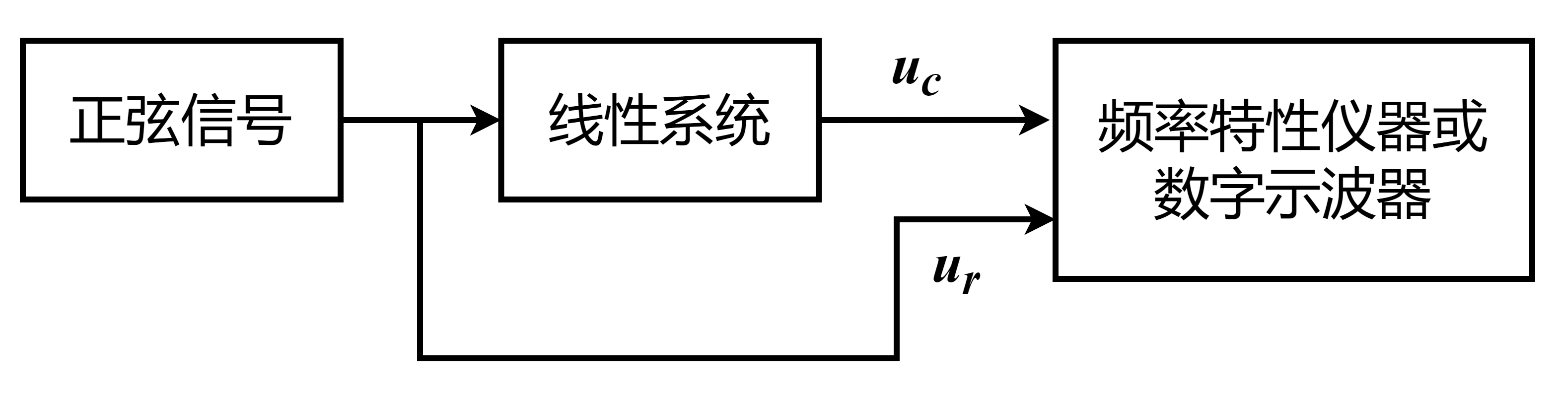 正弦信号
线性系统
u_c
频率特性仪器或
数字示波器
u_r